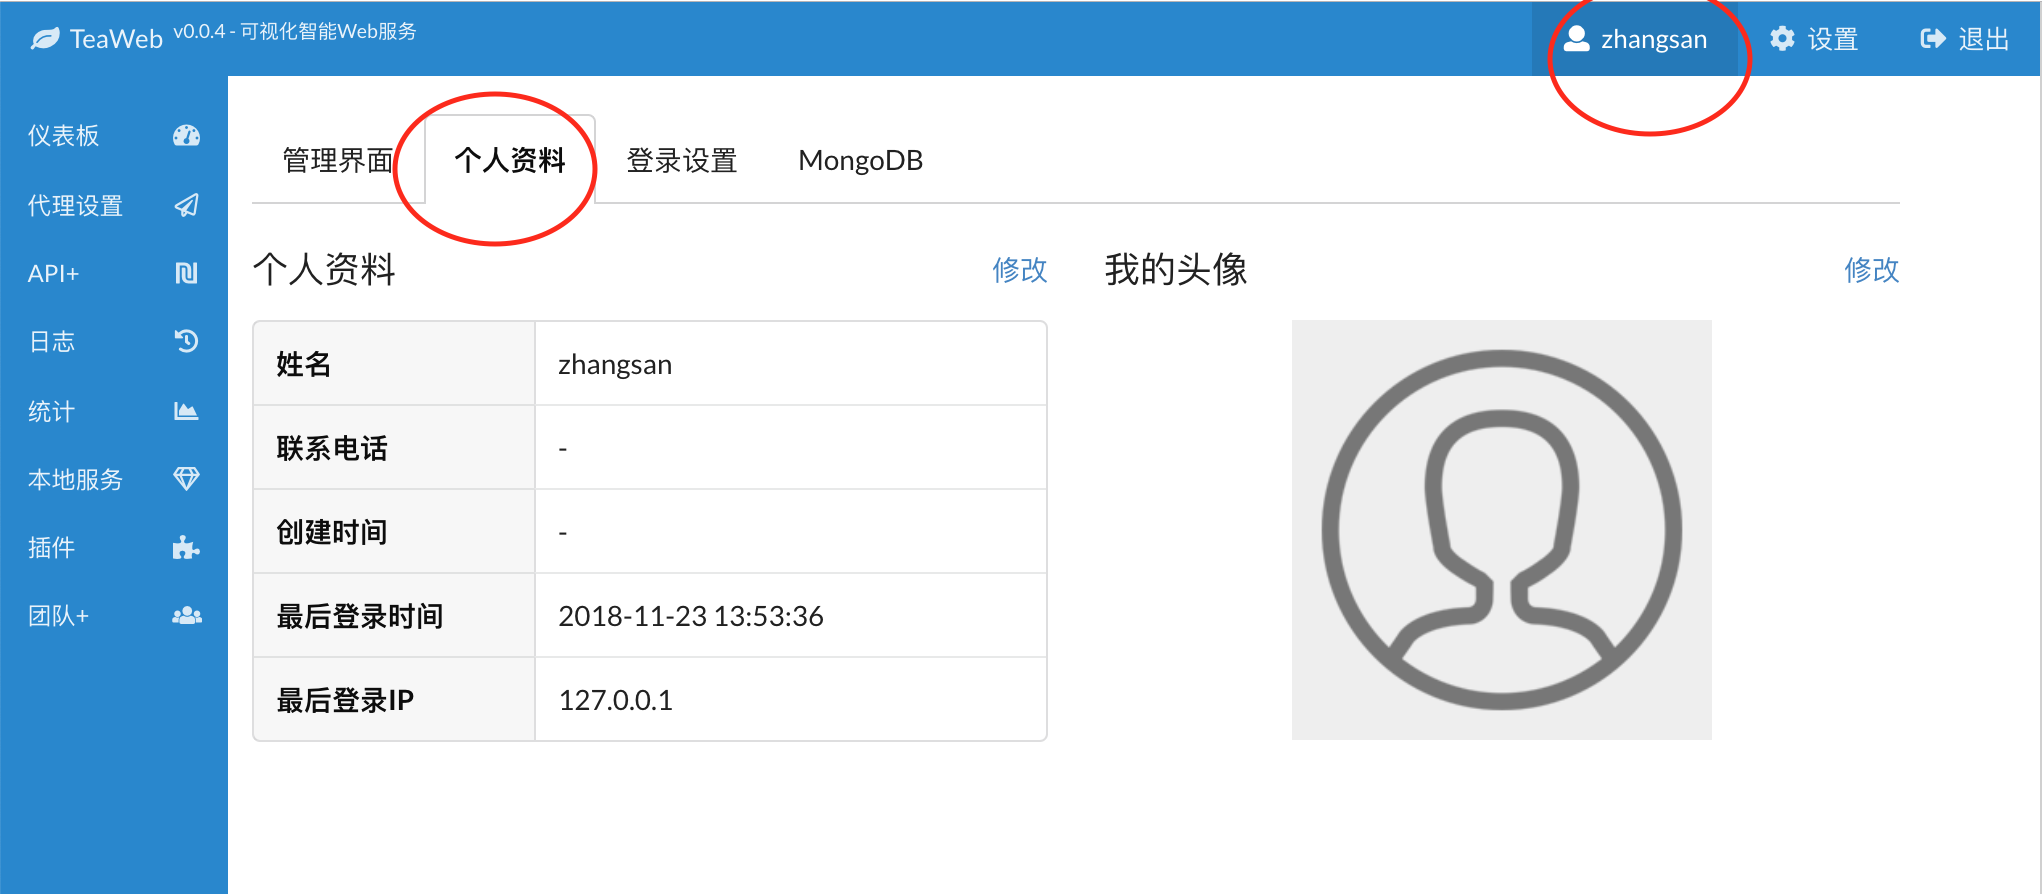 TeaWeb v0.0.4 - 可视化智能Web服务
zhangsan 设置 退出
仪表板
代理设置
API+
日志
统计
本地服务
插件
团队+
管理界面 个人资料 登录设置 MongoDB
个人资料 修改
姓名 zhangsan
联系电话 -
创建时间 -
最后登录时间 2018-11-23 13:53:36
最后登录IP 127.0.0.1
我的头像 修改